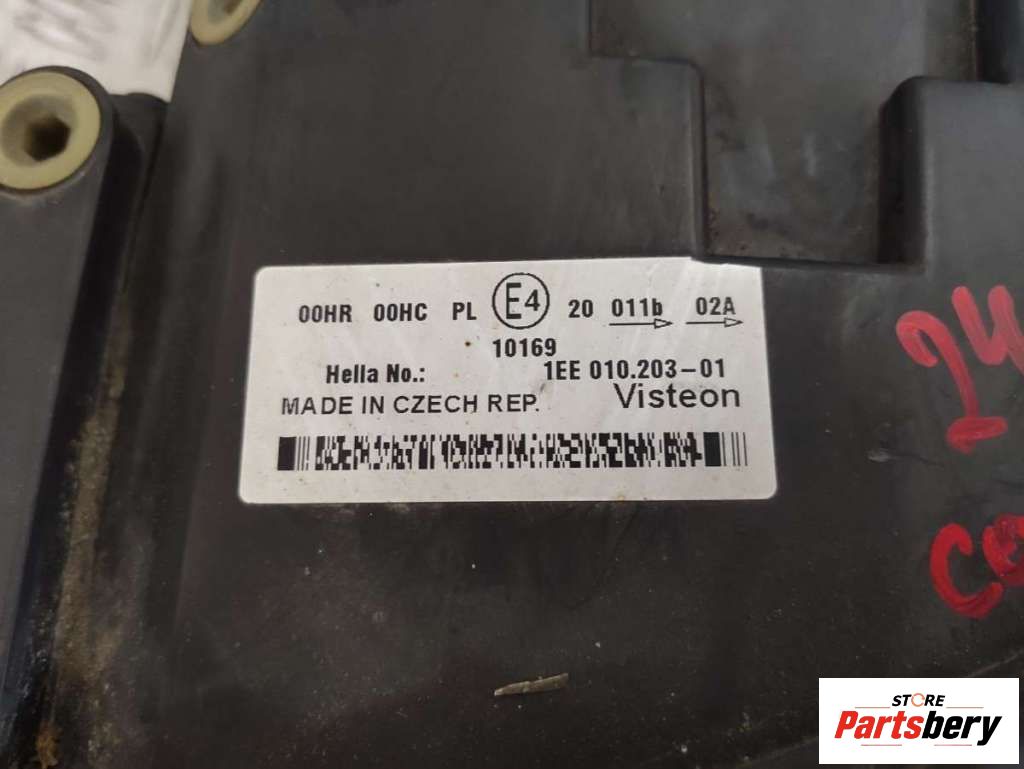 00HR 00HC PL E4 20 011b 02A
10169
Hella No.: 1EE 010.203-01
MADE IN CZECH REP. Visteon
STORE
Partsbery